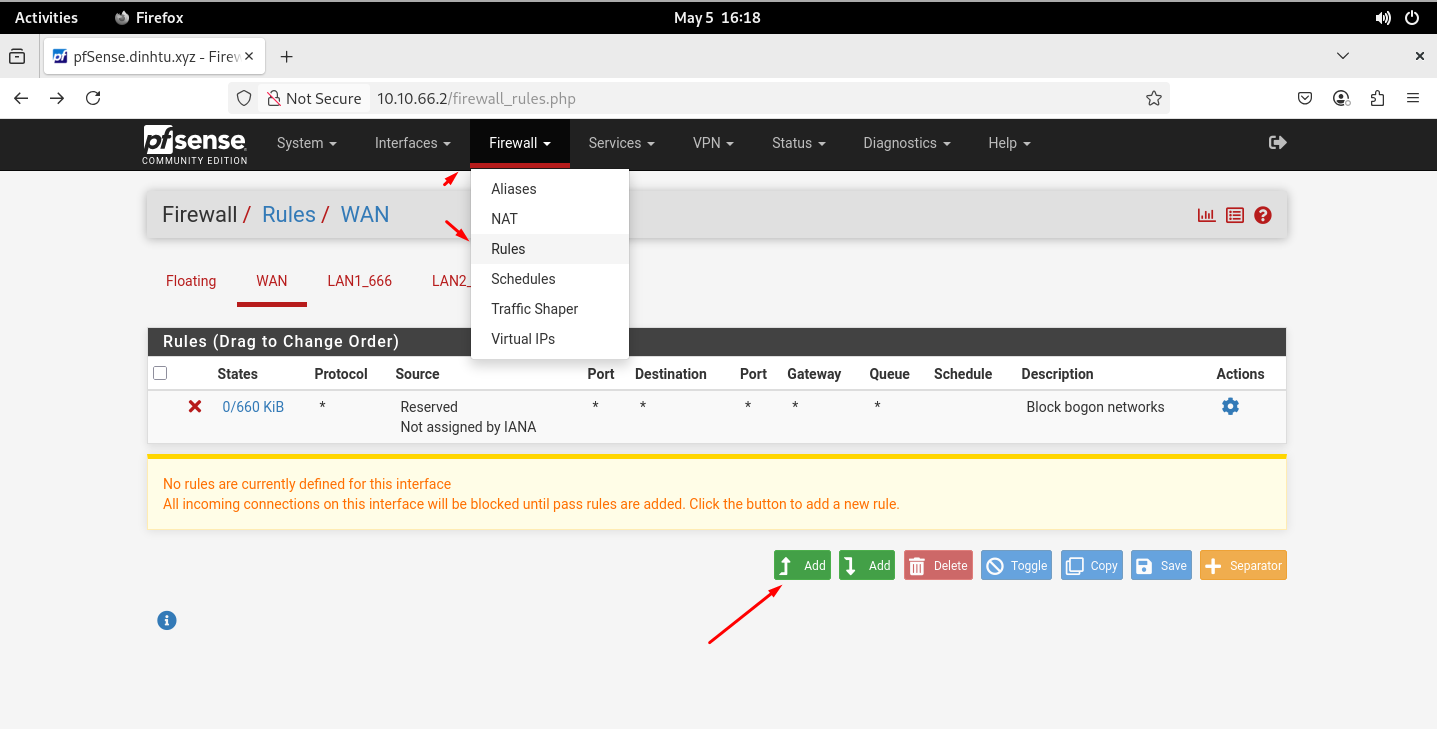 Activities Firefox May 5 16:18
pfSense.dinhtu.xyz - Firew
Not Secure 10.10.66.2/firewall_rules.php
pfsense System Interfaces Firewall Services VPN Status Diagnostics Help
COMMUNITY EDITION
Aliases
NAT
Rules
Schedules
Traffic Shaper
Virtual IPs
Firewall / Rules / WAN
Floating WAN LAN1_666 LAN2_
Rules (Drag to Change Order)
States Protocol Source Port Destination Port Gateway Queue Schedule Description Actions
0/660 KiB * Reserved * * * * * Block bogon networks
Not assigned by IANA
No rules are currently defined for this interface
All incoming connections on this interface will be blocked until pass rules are added. Click the button to add a new rule.
Add Add Delete Toggle Copy Save Separator